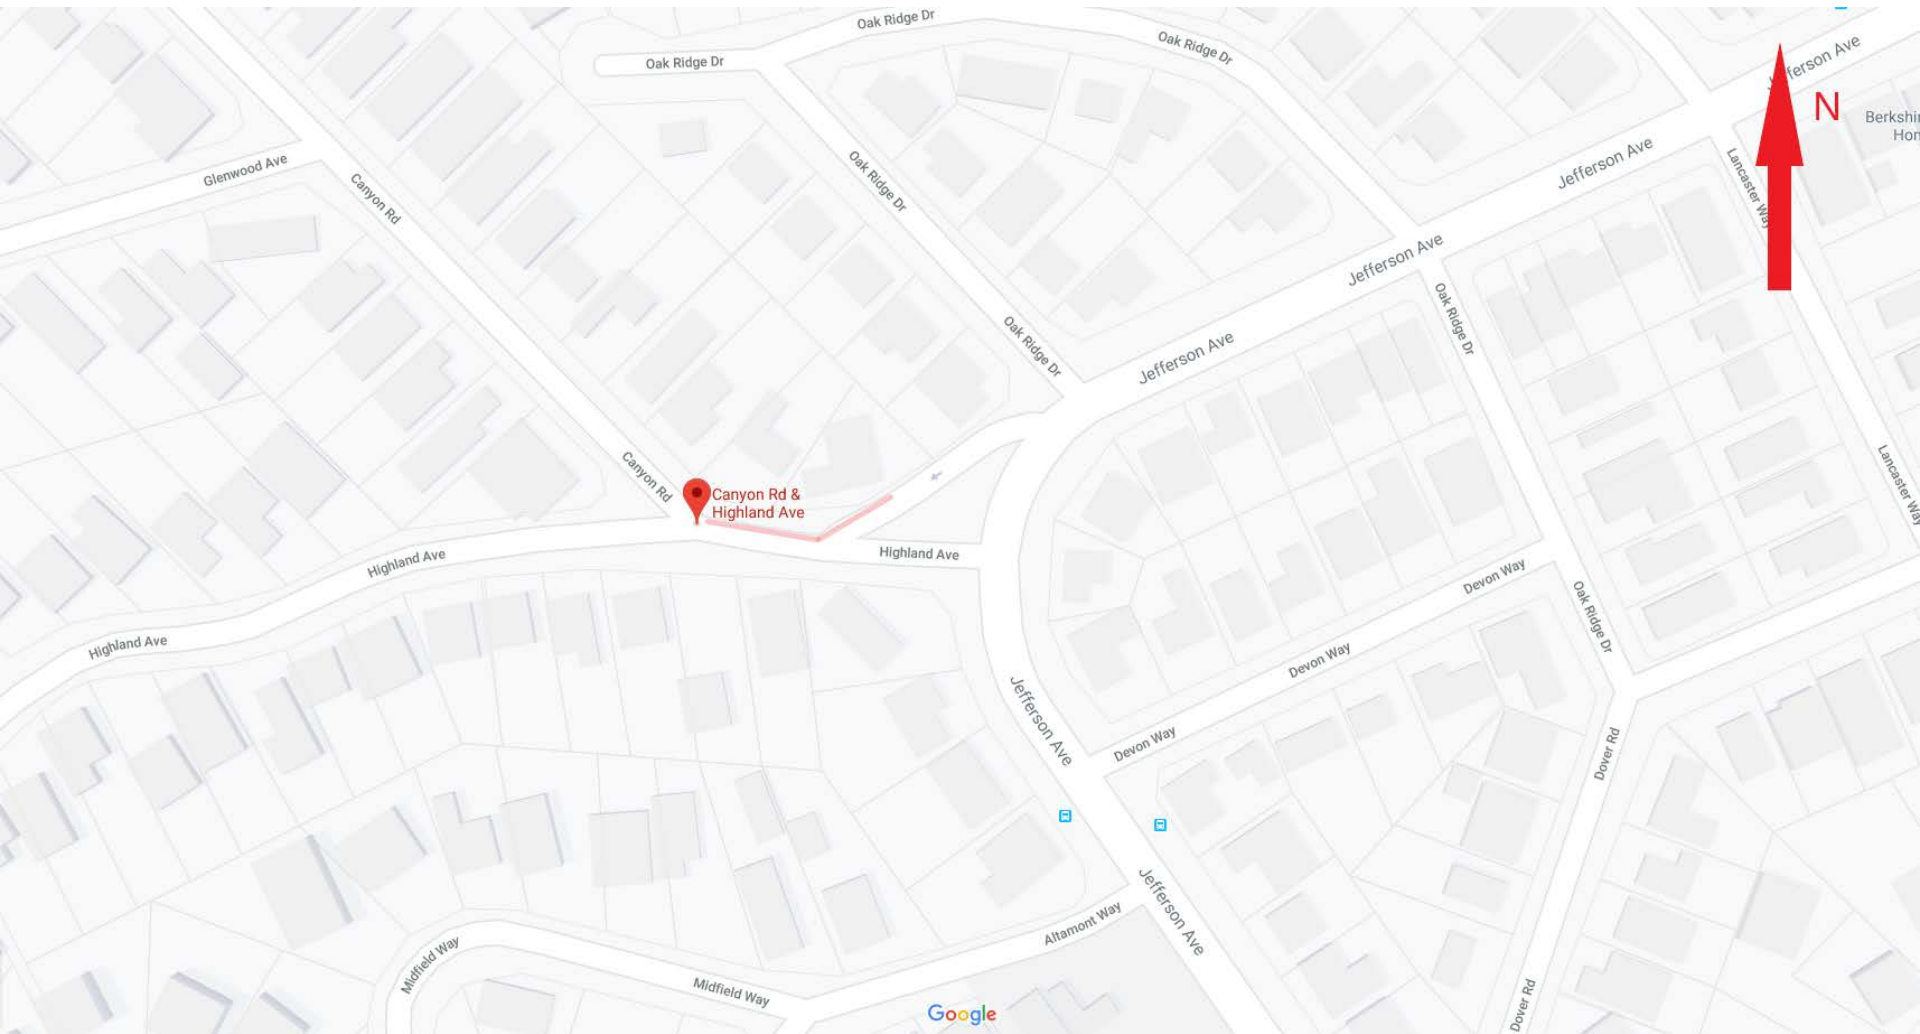 Oak Ridge Dr
Oak Ridge Dr
Oak Ridge Dr
Jefferson Ave
N
Berkshir
Hom
Glenwood Ave
Canyon Rd
Oak Ridge Dr
Jefferson Ave
Lancaster Way
Jefferson Ave
Oak Ridge Dr
Oak Ridge Dr
Jefferson Ave
Canyon Rd
Canyon Rd &
Highland Ave
Lancaster Way
Highland Ave
Highland Ave
Devon Way
Oak Ridge Dr
Highland Ave
Devon Way
Jefferson Ave
Devon Way
Dover Rd
Altamont Way
Jefferson Ave
Midfield Way
Midfield Way
Dover Rd
Google